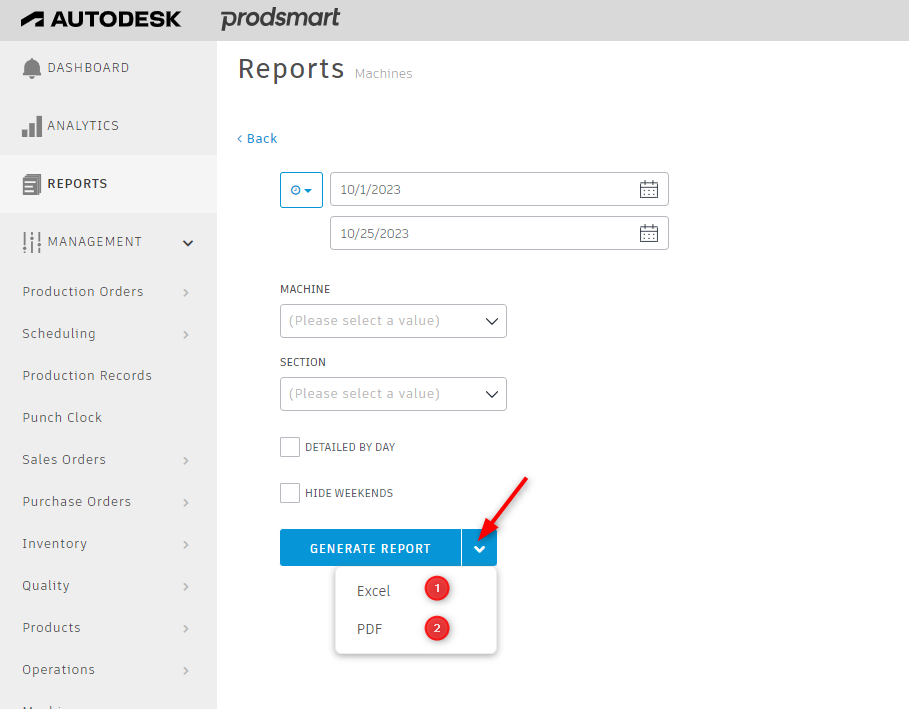 AUTODESK prodsmart
DASHBOARD
ANALYTICS
REPORTS
MANAGEMENT
Production Orders
Scheduling
Production Records
Punch Clock
Sales Orders
Purchase Orders
Inventory
Quality
Products
Operations
Reports Machines
< Back
10/1/2023
10/25/2023
MACHINE
(Please select a value)
SECTION
(Please select a value)
DETAILED BY DAY
HIDE WEEKENDS
GENERATE REPORT
Excel 1
PDF 2